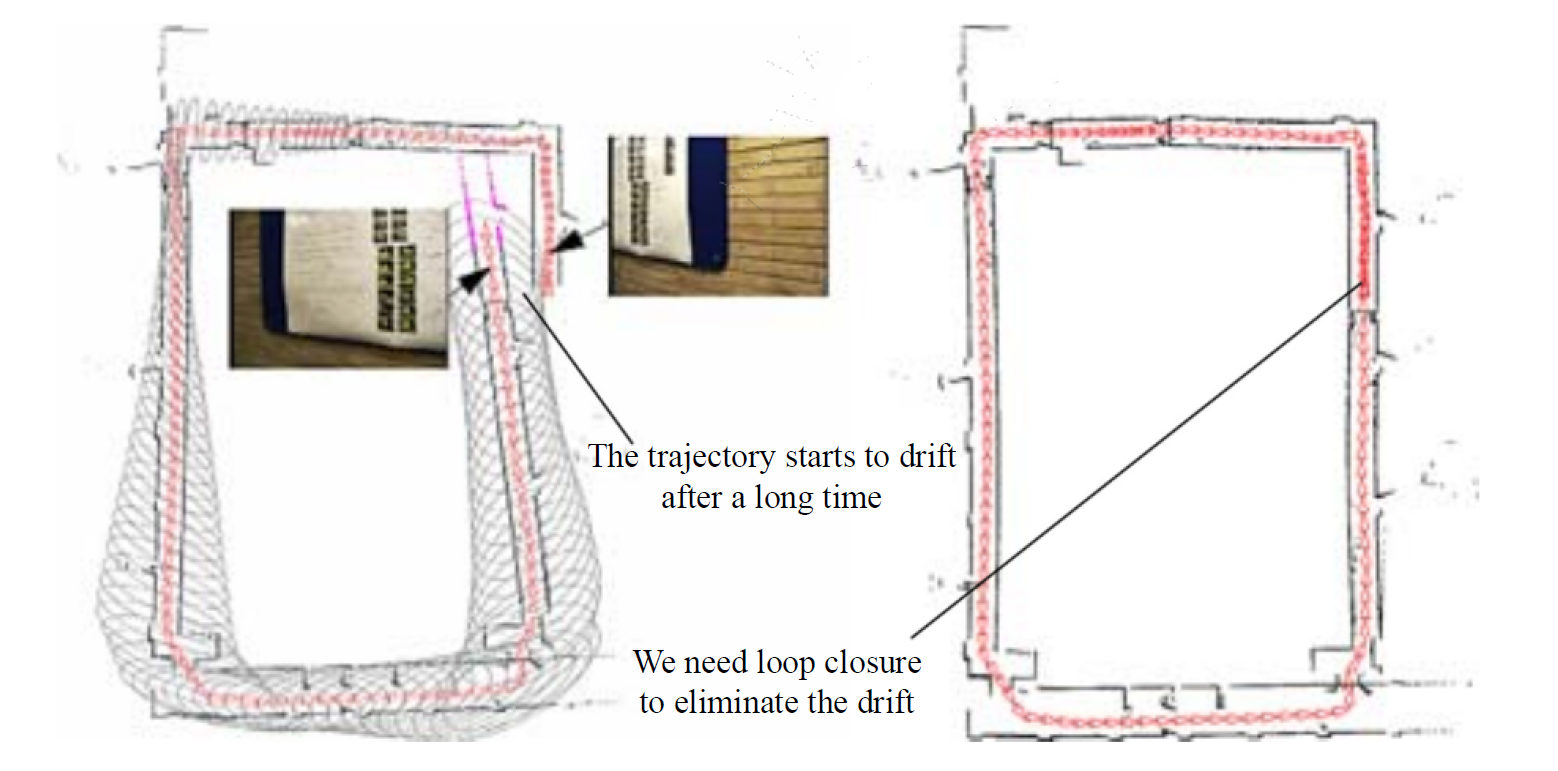 The trajectory starts to drift
after a long time
We need loop closure
to eliminate the drift